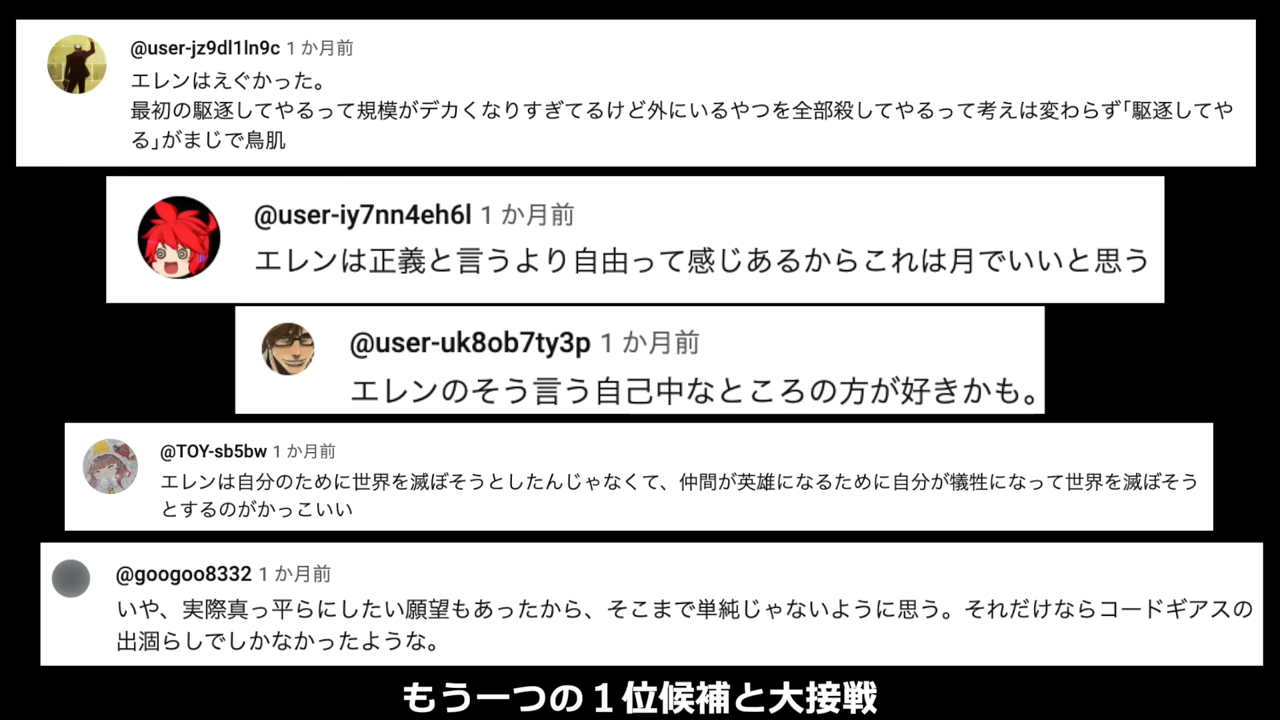 @user-jz9dl1ln9c 1 か月前
エレンはえぐかった。
最初の駆逐してやるって規模がデカくなりすぎてるけど外にいるやつを全部殺してやるって考えは変わらず｢駆逐してや
る｣がまじで鳥肌
@user-iy7nn4eh6l 1 か月前
エレンは正義と言うより自由って感じあるからこれは月でいいと思う
@user-uk8ob7ty3p 1 か月前
エレンのそう言う自己中なところの方が好きかも。
@TOY-sb5bw 1 か月前
エレンは自分のために世界を滅ぼそうとしたんじゃなくて、仲間が英雄になるために自分が犠牲になって世界を滅ぼそう
とするのがかっこいい
@googoo8332 1 か月前
いや、実際真っ平らにしたい願望もあったから、そこまで単純じゃないように思う。それだけならコードギアスの
出涸らしでしかなかったような。
もう一つの１位候補と大接戦